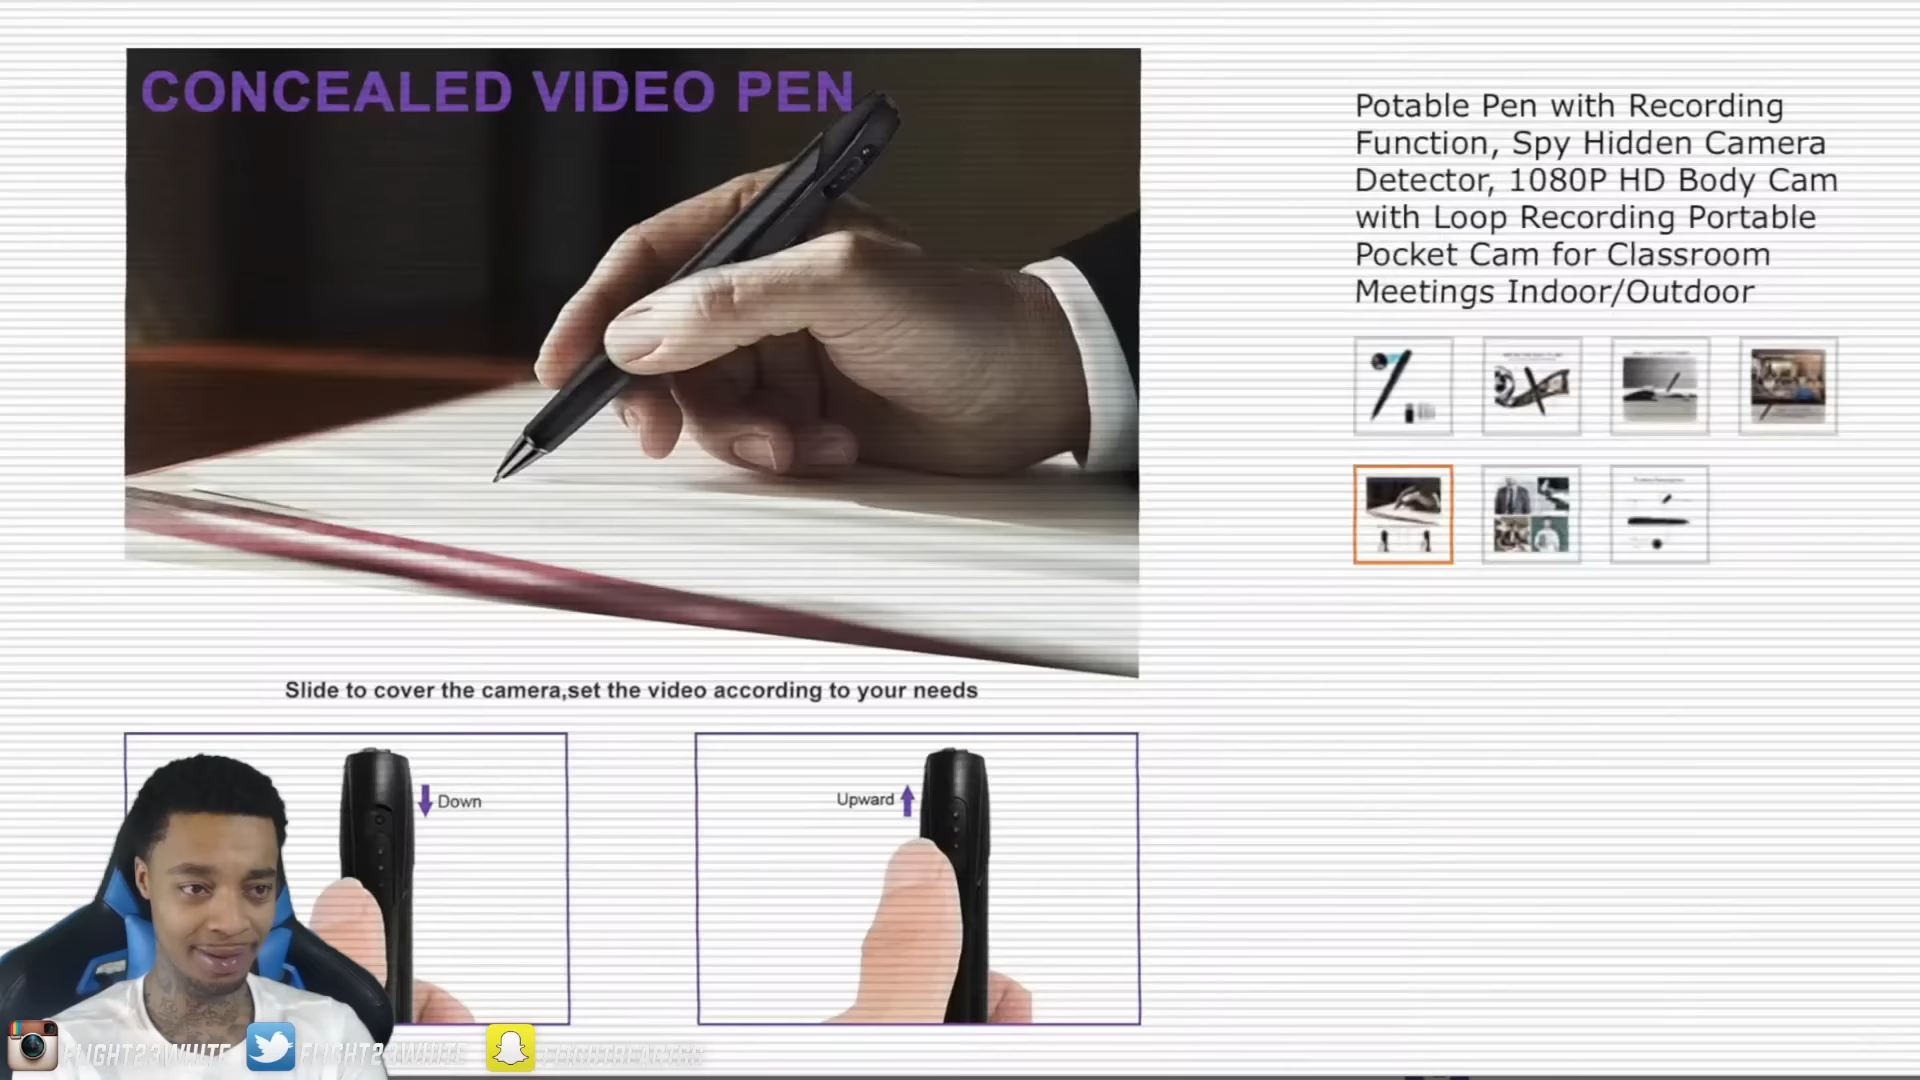 CONCEALED VIDEO PEN
Potable Pen with Recording
Function, Spy Hidden Camera
Detector, 1080P HD Body Cam
with Loop Recording Portable
Pocket Cam for Classroom
Meetings Indoor/Outdoor
Slide to cover the camera,set the video according to your needs
Down
Upward
FLIGHT23WHITE
FLIGHT23WHITE